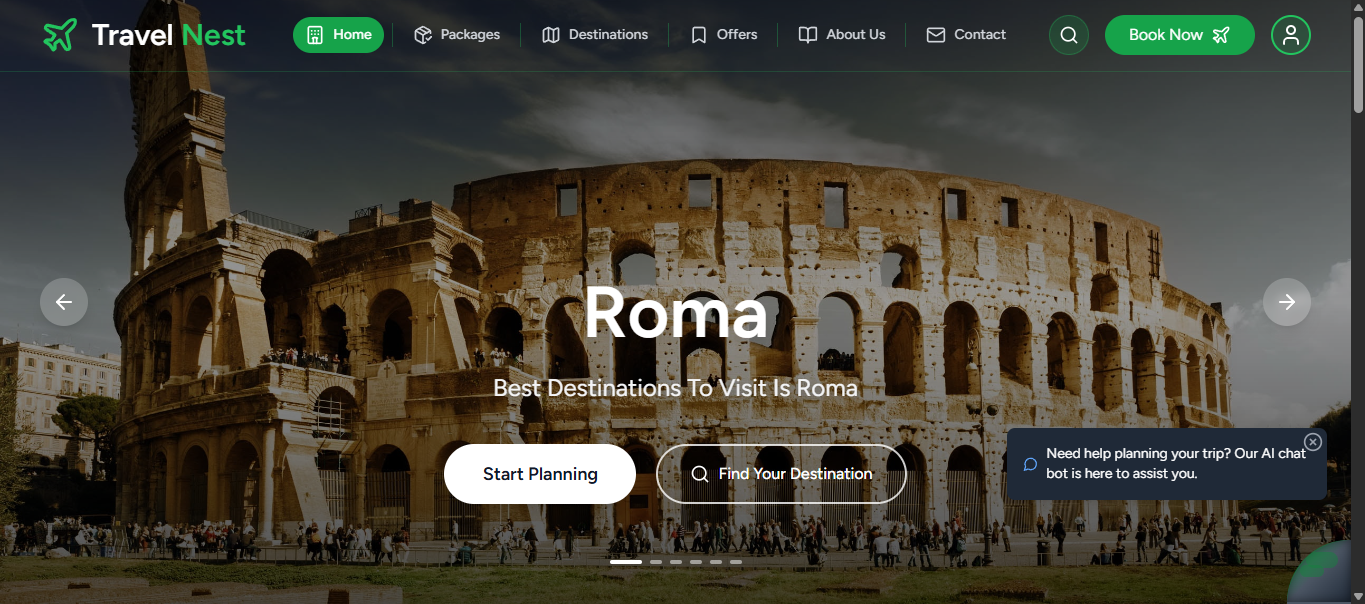 Travel Nest
Home
Packages
Destinations
Offers
About Us
Contact
Book Now
Roma
Best Destinations To Visit Is Roma
Start Planning
Find Your Destination
Need help planning your trip? Our AI chat
bot is here to assist you.